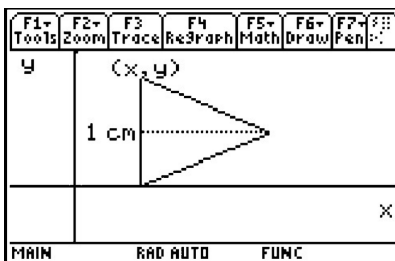 F1▾ F2▾ F3 F4 F5▾ F6▾ F7▾
Tools Zoom Trace ReGraph Math Draw Pen
y
(x,y)
1 cm
x
MAIN RAD AUTO FUNC